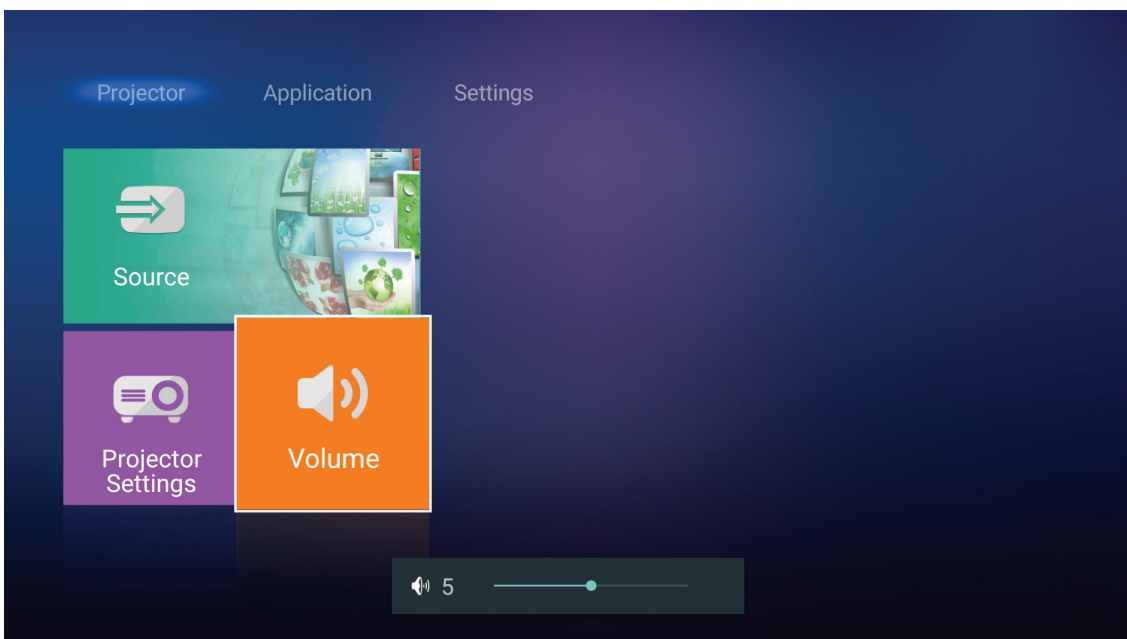 Projector Application Settings
Source
Projector
Settings
Volume
5